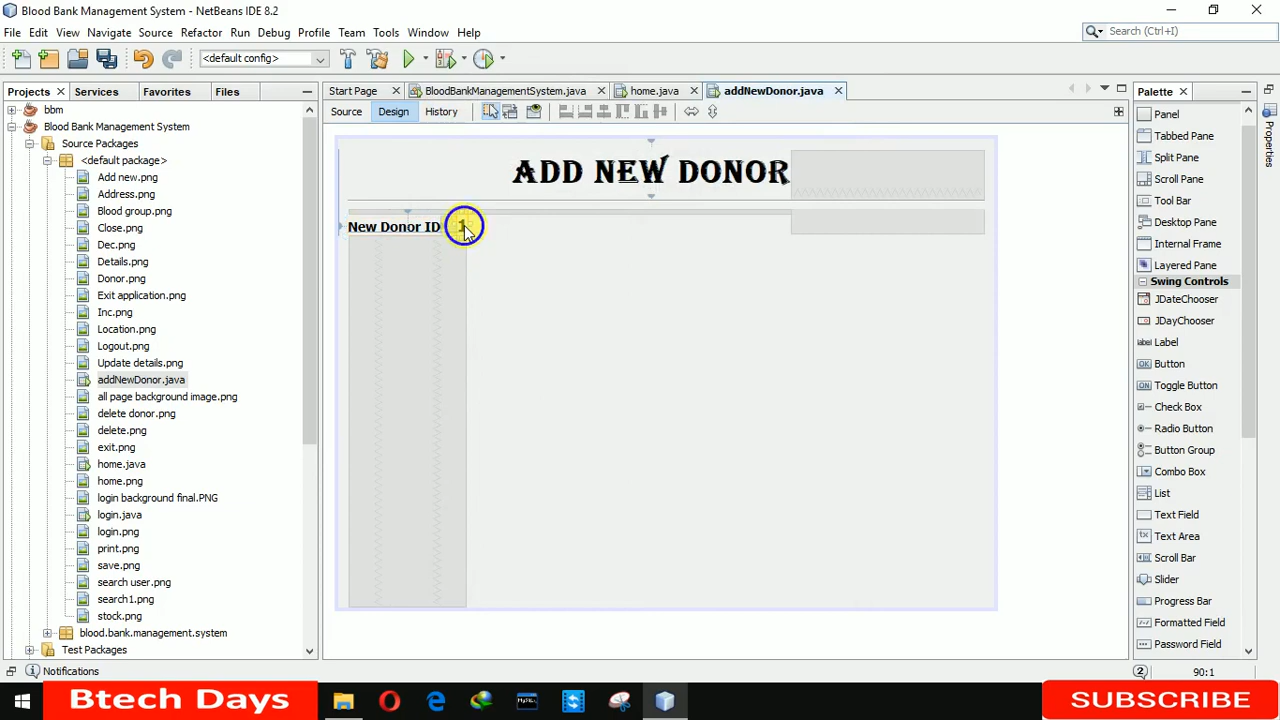 Blood Bank Management System - NetBeans IDE 8.2
File Edit View Navigate Source Refactor Run Debug Profile Team Tools Window Help
Search (Ctrl+I)
<default config>
Projects Services Favorites Files
Start Page BloodBankManagementSystem.java home.java addNewDonor.java
Palette
Source Design History
bbm
Blood Bank Management System
Source Packages
<default package>
Add new.png
Address.png
Blood group.png
Close.png
Dec.png
Details.png
Donor.png
Exit application.png
Inc.png
Location.png
Logout.png
Update details.png
addNewDonor.java
all page background image.png
delete donor.png
delete.png
exit.png
home.java
home.png
login background final.PNG
login.java
login.png
print.png
save.png
search user.png
search1.png
stock.png
blood.bank.management.system
Test Packages
ADD NEW DONOR
New Donor ID 1
Panel
Tabbed Pane
Split Pane
Scroll Pane
Tool Bar
Desktop Pane
Internal Frame
Layered Pane
Swing Controls
JDateChooser
JDayChooser
Label
Button
Toggle Button
Check Box
Radio Button
Button Group
Combo Box
List
Text Field
Text Area
Scroll Bar
Slider
Progress Bar
Formatted Field
Password Field
Properties
Notifications
2 90:1
Btech Days
SUBSCRIBE